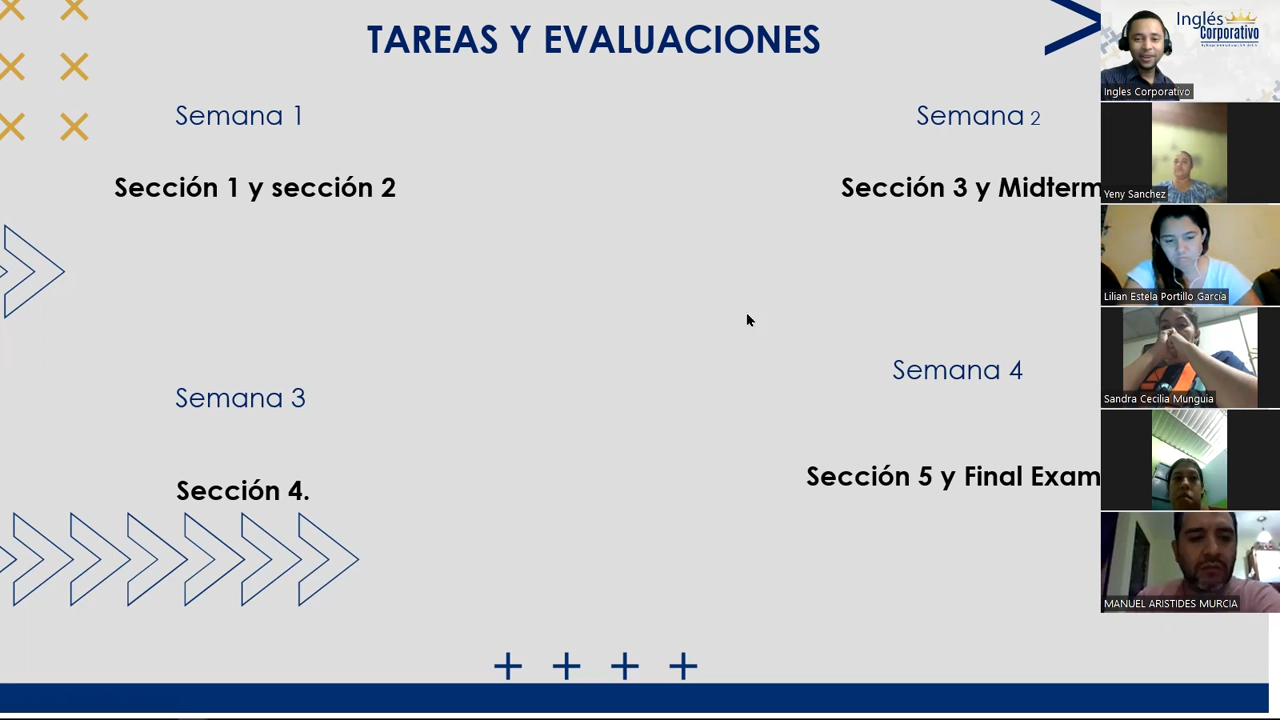 TAREAS Y EVALUACIONES
Semana 1
Semana 2
Sección 1 y sección 2
Sección 3 y Midterm
Semana 3
Semana 4
Sección 4.
Sección 5 y Final Exam
Inglés
Corporativo
Ingles Corporativo
Yeny Sanchez
Lilian Estela Portillo García
Sandra Cecilia Munguia
MANUEL ARISTIDES MURCIA